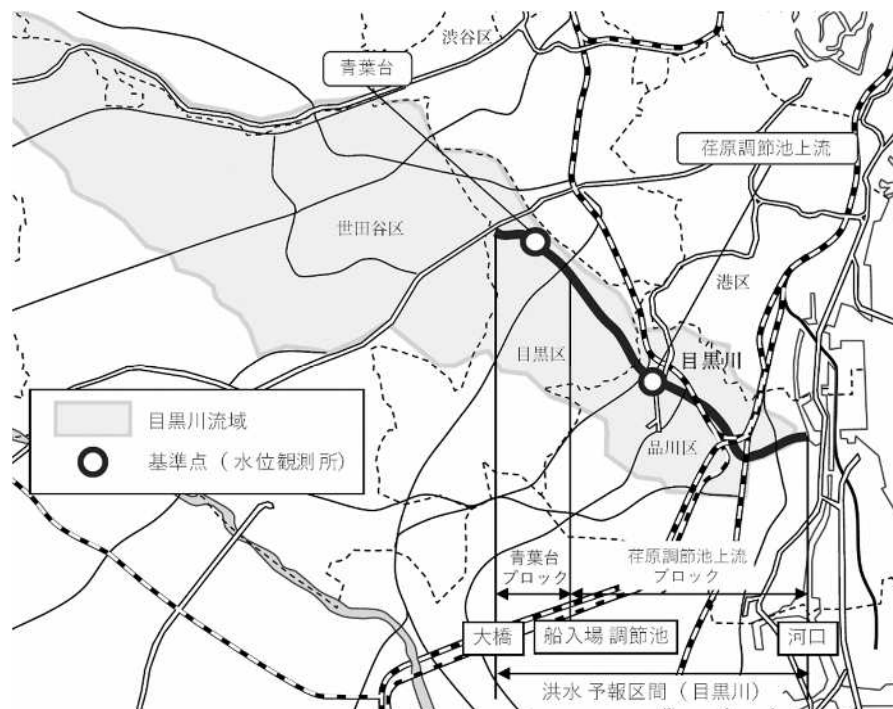 渋谷区
青葉台
荏原調節池上流
世田谷区
港区
目黒区
目黒川
品川区
目黒川流域
基準点（水位観測所）
青葉台
ブロック
荏原調節池上流
ブロック
大橋
船入場調節池
河口
洪水予報区間（目黒川）